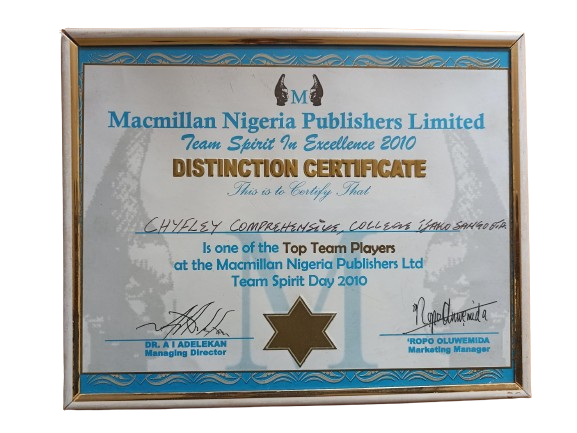 M
Macmillan Nigeria Publishers Limited
Team Spirit In Excellence 2010
DISTINCTION CERTIFICATE
This is to Certify That
CHYFLEY COMPREHENSIVE COLLEGE IJAKO SANGO OTA
Is one of the Top Team Players
at the Macmillan Nigeria Publishers Ltd
Team Spirit Day 2010
DR. A I ADELEKAN
Managing Director
RopoOluwemida
'ROPO OLUWEMIDA
Marketing Manager